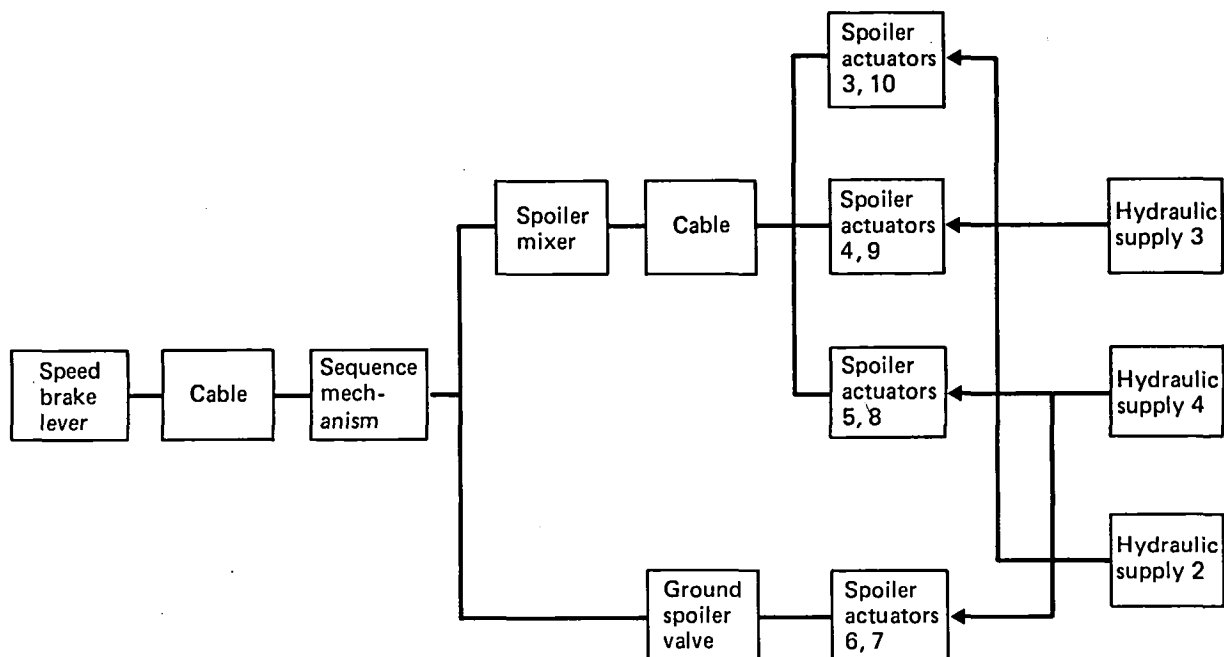 Spoiler
actuators
3, 10
Spoiler
mixer
Cable
Spoiler
actuators
4, 9
Hydraulic
supply 3
Speed
brake
lever
Cable
Sequence
mech-
anism
Spoiler
actuators
5, 8
Hydraulic
supply 4
Hydraulic
supply 2
Ground
spoiler
valve
Spoiler
actuators
6, 7